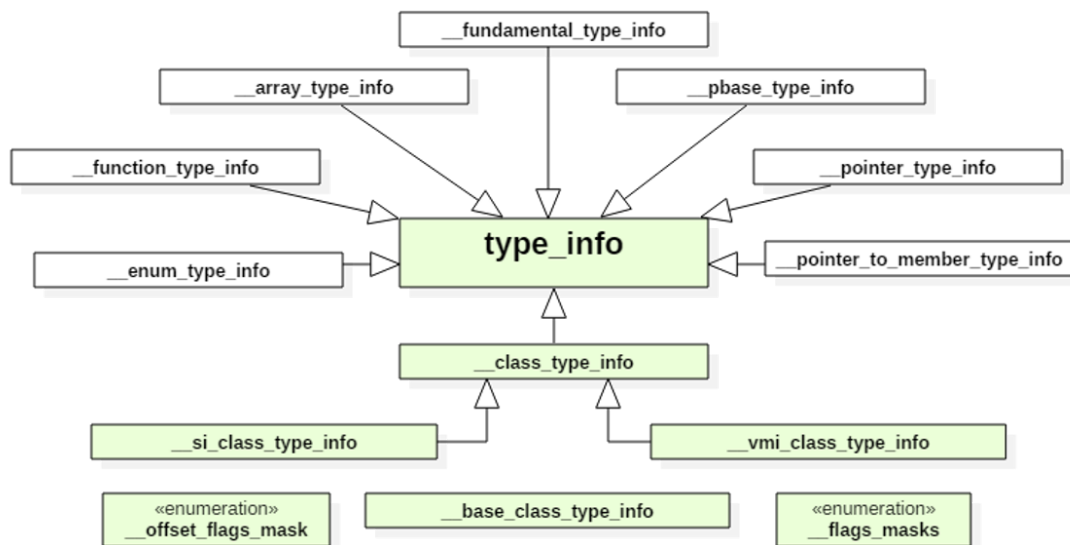 __fundamental_type_info
__array_type_info
__pbase_type_info
__function_type_info
__pointer_type_info
type_info
__enum_type_info
__pointer_to_member_type_info
__class_type_info
__si_class_type_info
__vmi_class_type_info
«enumeration»
__offset_flags_mask
__base_class_type_info
«enumeration»
__flags_masks